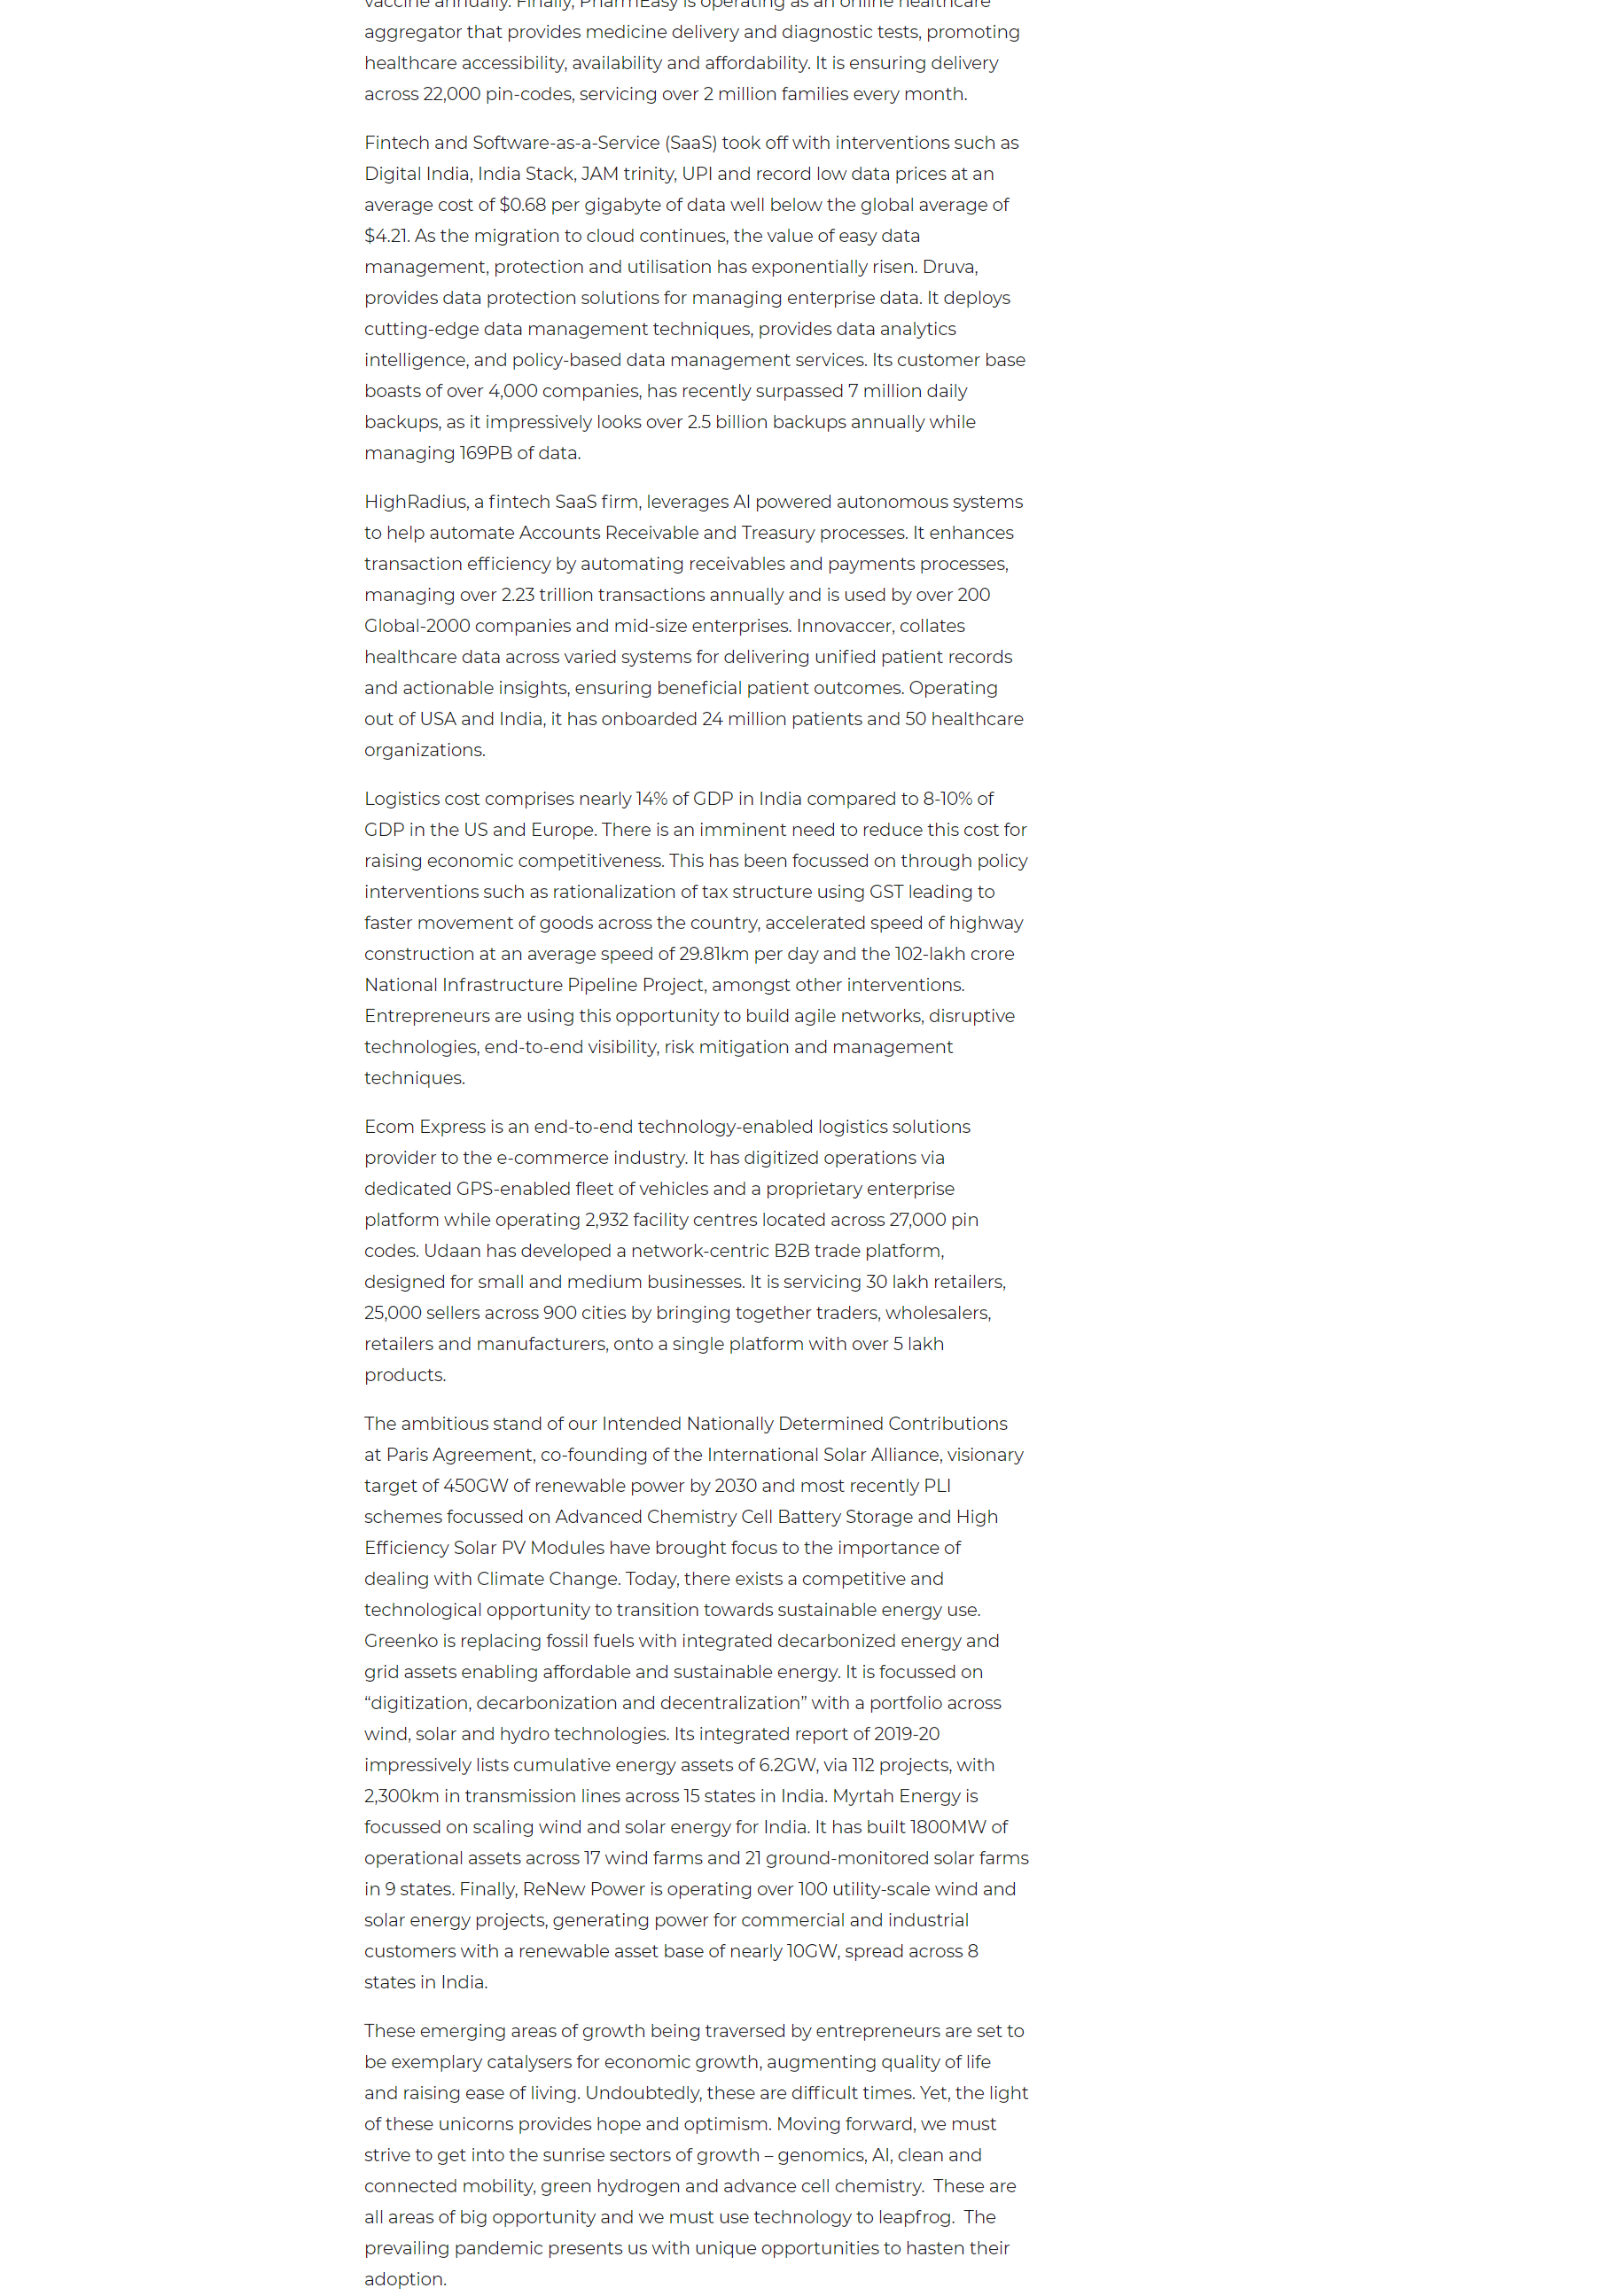 vaccine annually. Finally, PharmEasy is operating as an online healthcare
aggregator that provides medicine delivery and diagnostic tests, promoting
healthcare accessibility, availability and affordability. It is ensuring delivery
across 22,000 pin-codes, servicing over 2 million families every month.
Fintech and Software-as-a-Service (SaaS) took off with interventions such as
Digital India, India Stack, JAM trinity, UPI and record low data prices at an
average cost of $0.68 per gigabyte of data well below the global average of
$4.21. As the migration to cloud continues, the value of easy data
management, protection and utilisation has exponentially risen. Druva,
provides data protection solutions for managing enterprise data. It deploys
cutting-edge data management techniques, provides data analytics
intelligence, and policy-based data management services. Its customer base
boasts of over 4,000 companies, has recently surpassed 7 million daily
backups, as it impressively looks over 2.5 billion backups annually while
managing 169PB of data.
HighRadius, a fintech SaaS firm, leverages AI powered autonomous systems
to help automate Accounts Receivable and Treasury processes. It enhances
transaction efficiency by automating receivables and payments processes,
managing over 2.23 trillion transactions annually and is used by over 200
Global-2000 companies and mid-size enterprises. Innovaccer, collates
healthcare data across varied systems for delivering unified patient records
and actionable insights, ensuring beneficial patient outcomes. Operating
out of USA and India, it has onboarded 24 million patients and 50 healthcare
organizations.
Logistics cost comprises nearly 14% of GDP in India compared to 8-10% of
GDP in the US and Europe. There is an imminent need to reduce this cost for
raising economic competitiveness. This has been focussed on through policy
interventions such as rationalization of tax structure using GST leading to
faster movement of goods across the country, accelerated speed of highway
construction at an average speed of 29.81km per day and the 102-lakh crore
National Infrastructure Pipeline Project, amongst other interventions.
Entrepreneurs are using this opportunity to build agile networks, disruptive
technologies, end-to-end visibility, risk mitigation and management
techniques.
Ecom Express is an end-to-end technology-enabled logistics solutions
provider to the e-commerce industry. It has digitized operations via
dedicated GPS-enabled fleet of vehicles and a proprietary enterprise
platform while operating 2,932 facility centres located across 27,000 pin
codes. Udaan has developed a network-centric B2B trade platform,
designed for small and medium businesses. It is servicing 30 lakh retailers,
25,000 sellers across 900 cities by bringing together traders, wholesalers,
retailers and manufacturers, onto a single platform with over 5 lakh
products.
The ambitious stand of our Intended Nationally Determined Contributions
at Paris Agreement, co-founding of the International Solar Alliance, visionary
target of 450GW of renewable power by 2030 and most recently PLI
schemes focussed on Advanced Chemistry Cell Battery Storage and High
Efficiency Solar PV Modules have brought focus to the importance of
dealing with Climate Change. Today, there exists a competitive and
technological opportunity to transition towards sustainable energy use.
Greenko is replacing fossil fuels with integrated decarbonized energy and
grid assets enabling affordable and sustainable energy. It is focussed on
“digitization, decarbonization and decentralization” with a portfolio across
wind, solar and hydro technologies. Its integrated report of 2019-20
impressively lists cumulative energy assets of 6.2GW, via 112 projects, with
2,300km in transmission lines across 15 states in India. Myrtah Energy is
focussed on scaling wind and solar energy for India. It has built 1800MW of
operational assets across 17 wind farms and 21 ground-monitored solar farms
in 9 states. Finally, ReNew Power is operating over 100 utility-scale wind and
solar energy projects, generating power for commercial and industrial
customers with a renewable asset base of nearly 10GW, spread across 8
states in India.
These emerging areas of growth being traversed by entrepreneurs are set to
be exemplary catalysers for economic growth, augmenting quality of life
and raising ease of living. Undoubtedly, these are difficult times. Yet, the light
of these unicorns provides hope and optimism. Moving forward, we must
strive to get into the sunrise sectors of growth – genomics, AI, clean and
connected mobility, green hydrogen and advance cell chemistry.  These are
all areas of big opportunity and we must use technology to leapfrog.  The
prevailing pandemic presents us with unique opportunities to hasten their
adoption.